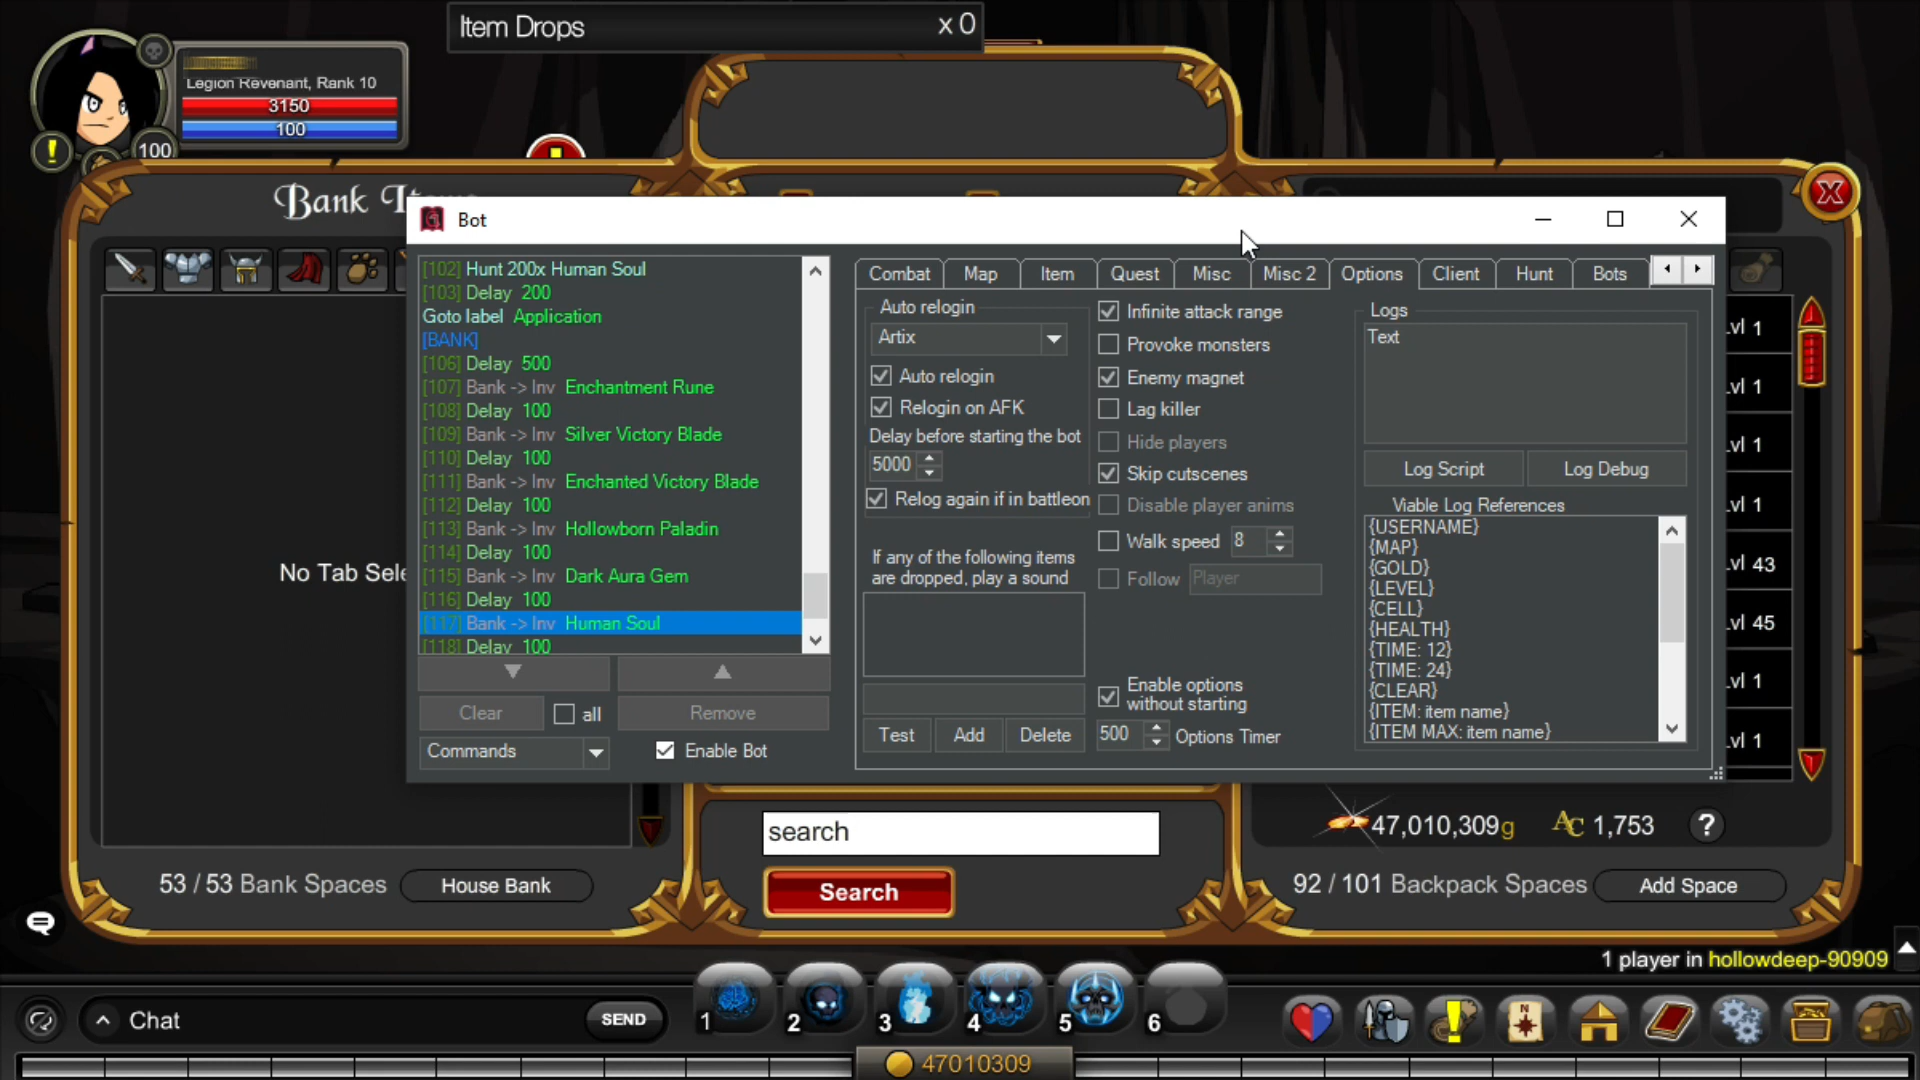 Item Drops x 0
Legion Revenant, Rank 10
3150
100
100
Bank
Bot
[102] Hunt 200x Human Soul
[103] Delay 200
Goto label Application
[BANK]
[106] Delay 500
[107] Bank -> Inv Enchantment Rune
[108] Delay 100
[109] Bank -> Inv Silver Victory Blade
[110] Delay 100
[111] Bank -> Inv Enchanted Victory Blade
[112] Delay 100
[113] Bank -> Inv Hollowborn Paladin
[114] Delay 100
[115] Bank -> Inv Dark Aura Gem
[116] Delay 100
[117] Bank -> Inv Human Soul
[118] Delay 100
Clear
all
Remove
Commands
Enable Bot
Combat Map Item Quest Misc Misc 2 Options Client Hunt Bots
Auto relogin
Artix
Auto relogin
Relogin on AFK
Delay before starting the bot
5000
Relog again if in battleon
If any of the following items
are dropped, play a sound
Test Add Delete
Infinite attack range
Provoke monsters
Enemy magnet
Lag killer
Hide players
Skip cutscenes
Disable player anims
Walk speed 8
Follow Player
Enable options
without starting
500 Options Timer
Logs
Text
Log Script Log Debug
Viable Log References
{USERNAME}
{MAP}
{GOLD}
{LEVEL}
{CELL}
{HEALTH}
{TIME: 12}
{TIME: 24}
{CLEAR}
{ITEM: item name}
{ITEM MAX: item name}
No Tab Sele
Lvl 1
Lvl 1
Lvl 1
Lvl 1
Lvl 43
Lvl 45
Lvl 1
Lvl 1
search
Search
47,010,309g AC 1,753 ?
53 / 53 Bank Spaces House Bank
92 / 101 Backpack Spaces Add Space
1 player in hollowdeep-90909
Chat SEND
1 2 3 4 5 6
47010309